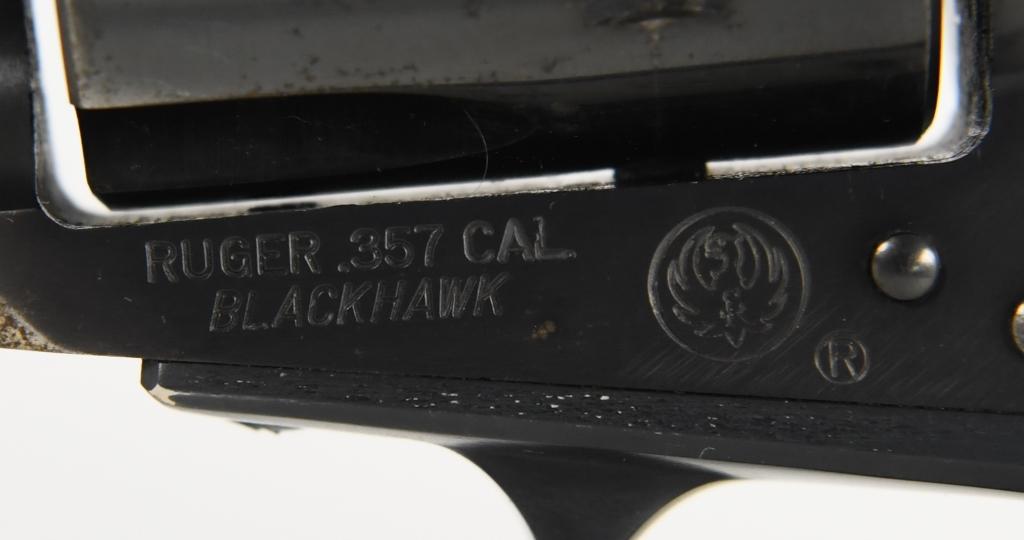 RUGER .357 CAL.
BLACKHAWK
®